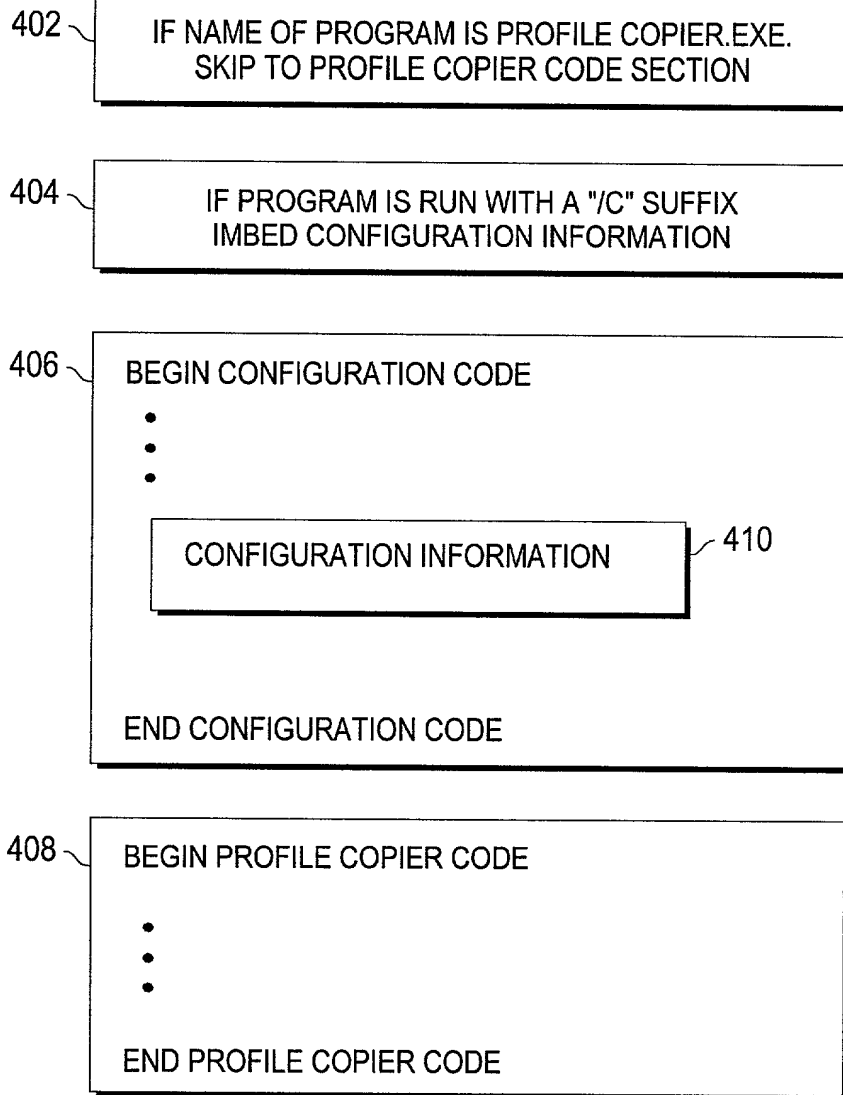 402
IF NAME OF PROGRAM IS PROFILE COPIER.EXE.
SKIP TO PROFILE COPIER CODE SECTION
404
IF PROGRAM IS RUN WITH A "/C" SUFFIX
IMBED CONFIGURATION INFORMATION
406
BEGIN CONFIGURATION CODE
CONFIGURATION INFORMATION
410
END CONFIGURATION CODE
408
BEGIN PROFILE COPIER CODE
END PROFILE COPIER CODE